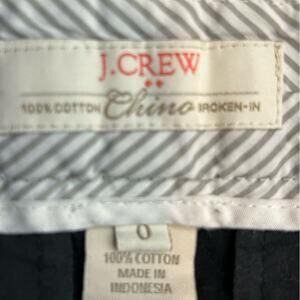 J.CREW
100% COTTON Chino BROKEN-IN
0
100% COTTON
MADE IN
INDONESIA